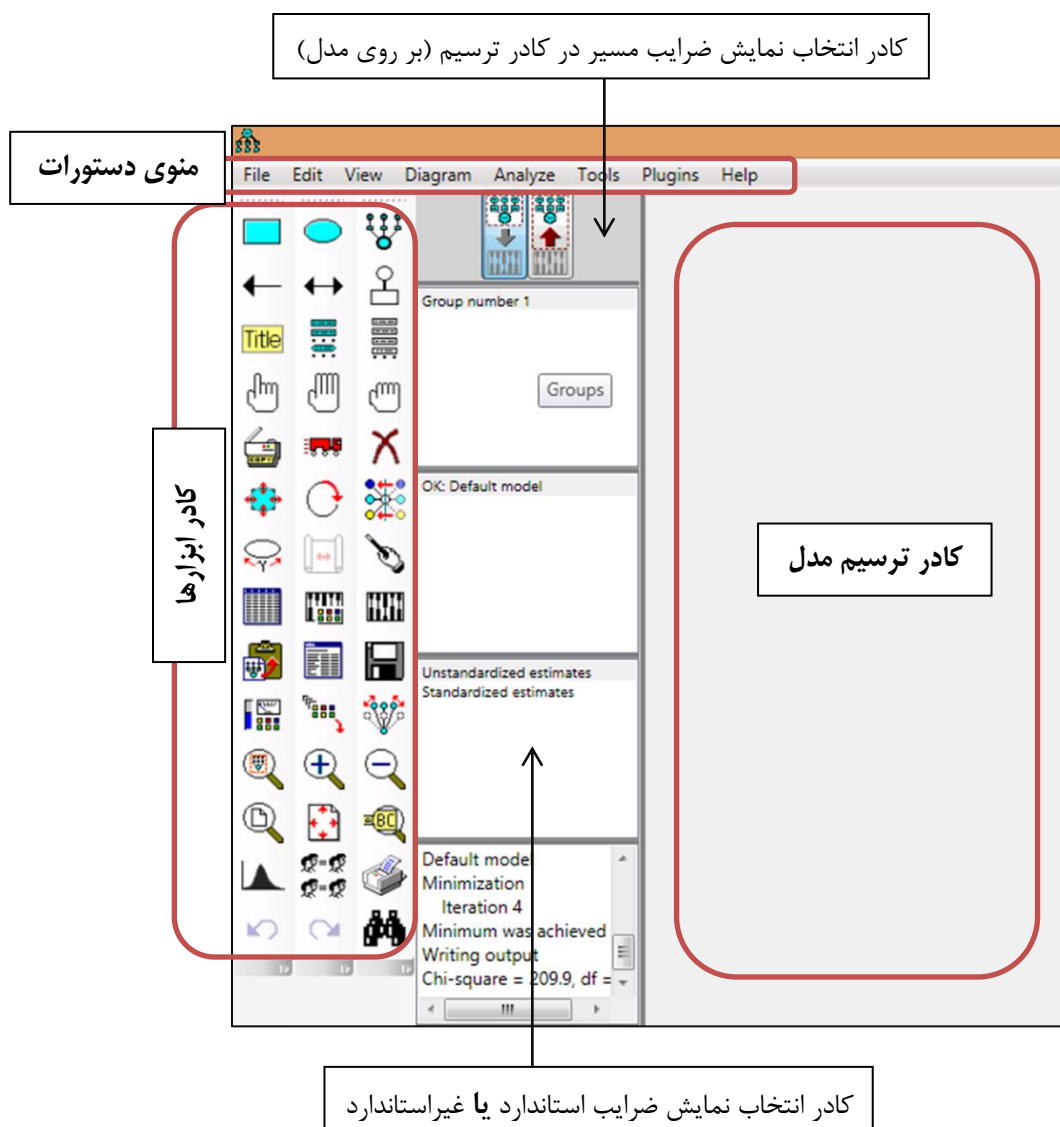 کادر انتخاب نمایش ضرایب مسیر در کادر ترسیم (بر روی مدل)
منوی دستورات
File Edit View Diagram Analyze Tools Plugins Help
Group number 1
Title
Groups
کادر ابزارها
OK: Default model
کادر ترسیم مدل
Unstandardized estimates
Standardized estimates
Default model
Minimization
Iteration 4
Minimum was achieved
Writing output
Chi-square = 209.9, df =
کادر انتخاب نمایش ضرایب استاندارد یا غیراستاندارد